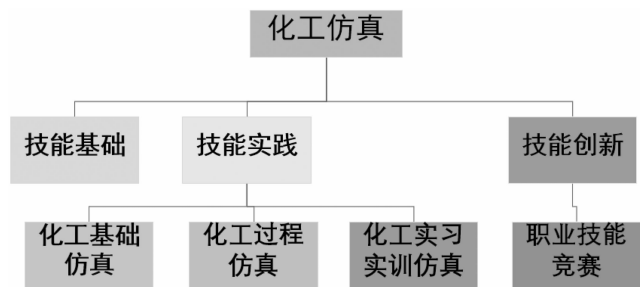 化工仿真
技能基础
技能实践
技能创新
化工基础
仿真
化工过程
仿真
化工实习
实训仿真
职业技能
竞赛